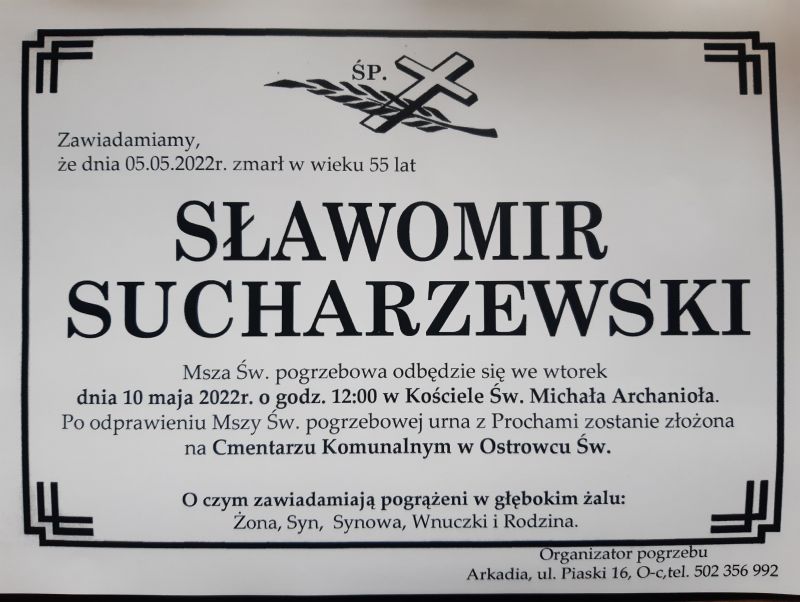 ŚP.
Zawiadamiamy,
że dnia 05.05.2022r. zmarł w wieku 55 lat
SŁAWOMIR
SUCHARZEWSKI
Msza Św. pogrzebowa odbędzie się we wtorek
dnia 10 maja 2022r. o godz. 12:00 w Kościele Św. Michała Archanioła.
Po odprawieniu Mszy Św. pogrzebowej urna z Prochami zostanie złożona
na Cmentarzu Komunalnym w Ostrowcu Św.
O czym zawiadamiają pogrążeni w głębokim żalu:
Żona, Syn, Synowa, Wnuczki i Rodzina.
Organizator pogrzebu
Arkadia, ul. Piaski 16, O-c,tel. 502 356 992